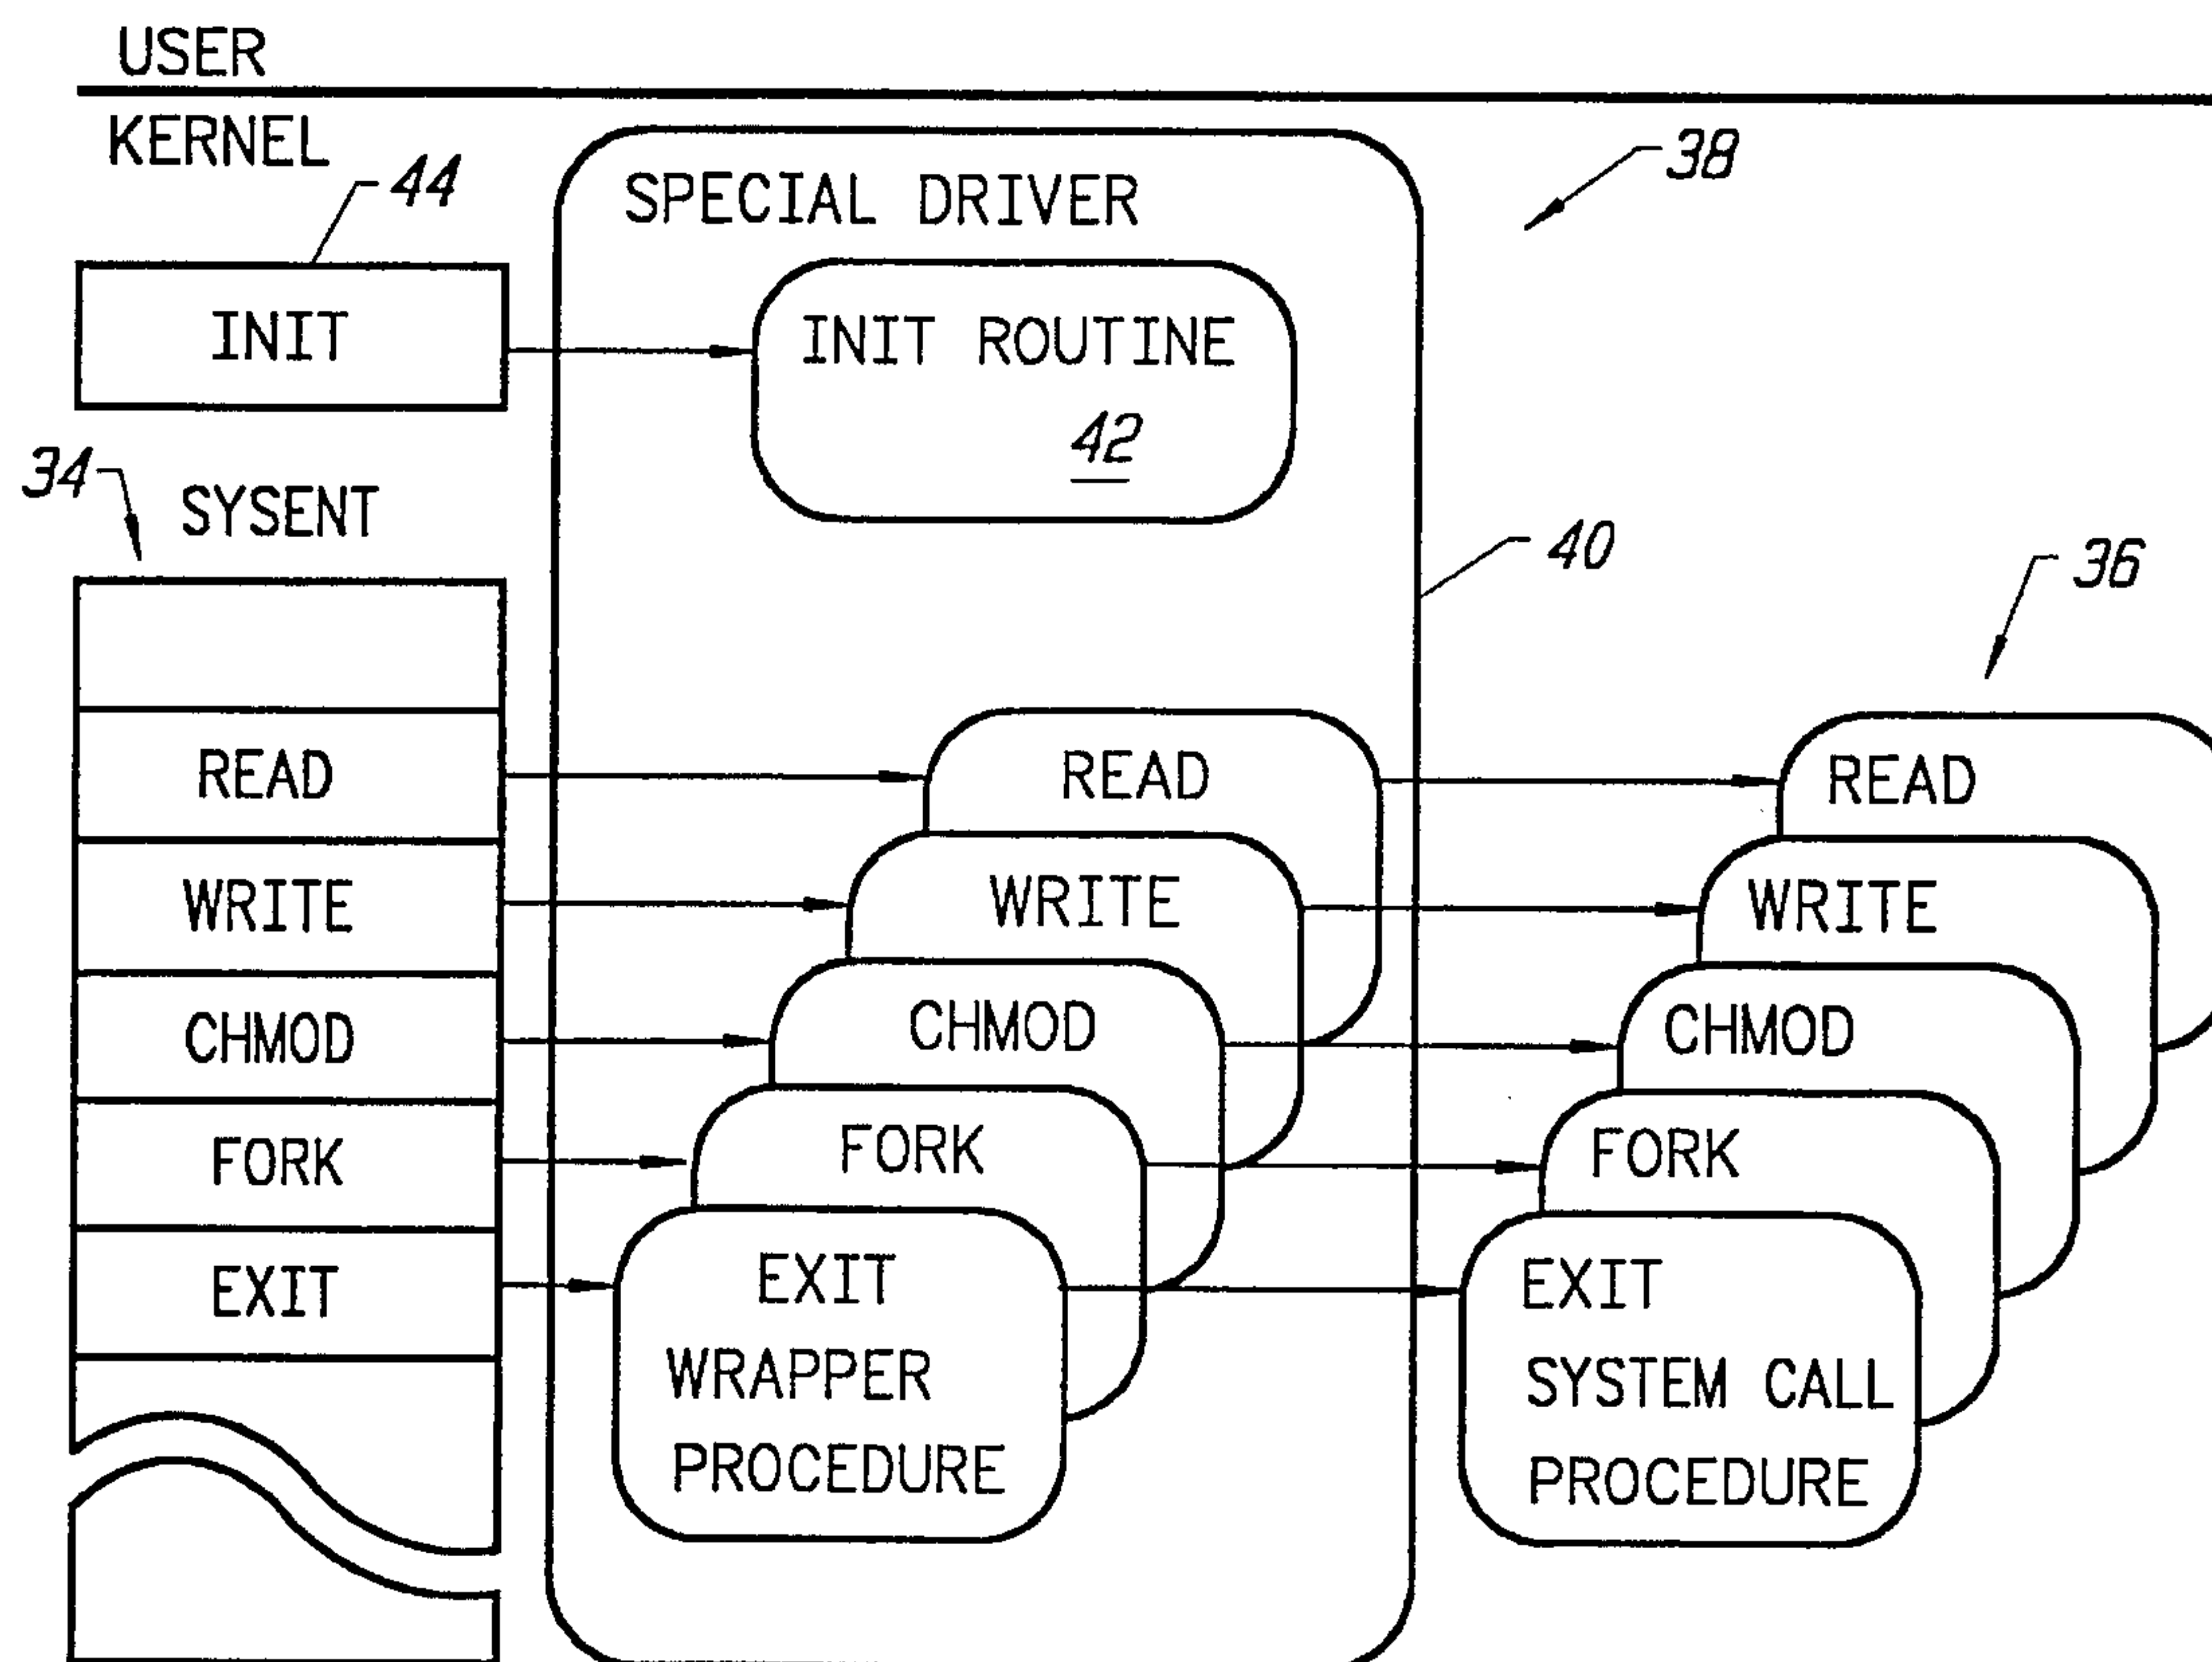 USER
KERNEL
44
38
SPECIAL DRIVER
INIT
INIT ROUTINE
42
34
SYSENT
40
36
READ
READ
READ
WRITE
WRITE
WRITE
CHMOD
CHMOD
CHMOD
FORK
FORK
FORK
EXIT
EXIT
WRAPPER
PROCEDURE
EXIT
SYSTEM CALL
PROCEDURE